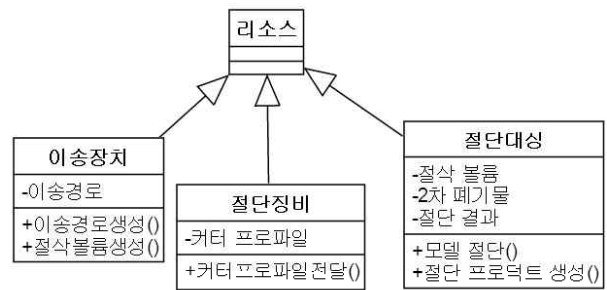 리소스
이송장치
-이송경로
+이송경로생성()
+절삭볼륨생성()
절단장비
-커터 프로파일
+커터프로파일전달()
절단대상
-절삭 볼륨
-2차 폐기물
-절단 결과
+모델 절단()
+절단 프로덕트 생성()